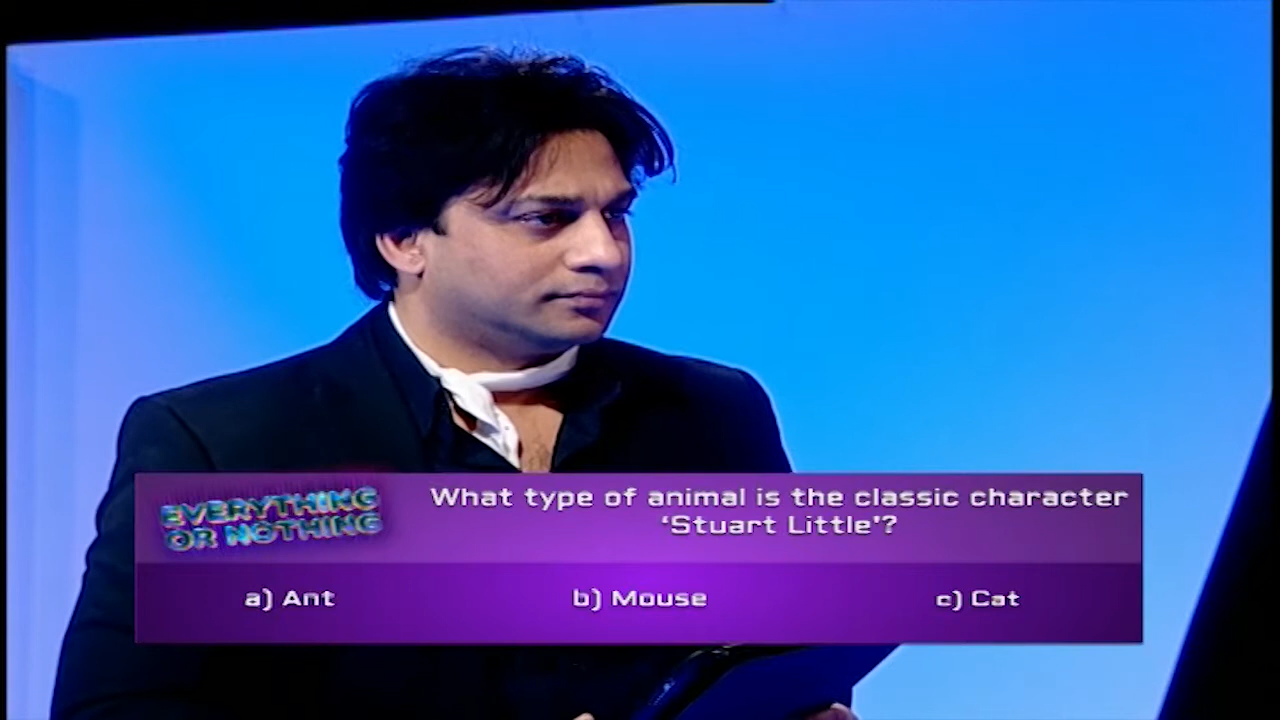 EVERYTHING
OR NOTHING
What type of animal is the classic character
‘Stuart Little’?
a) Ant
b) Mouse
c) Cat